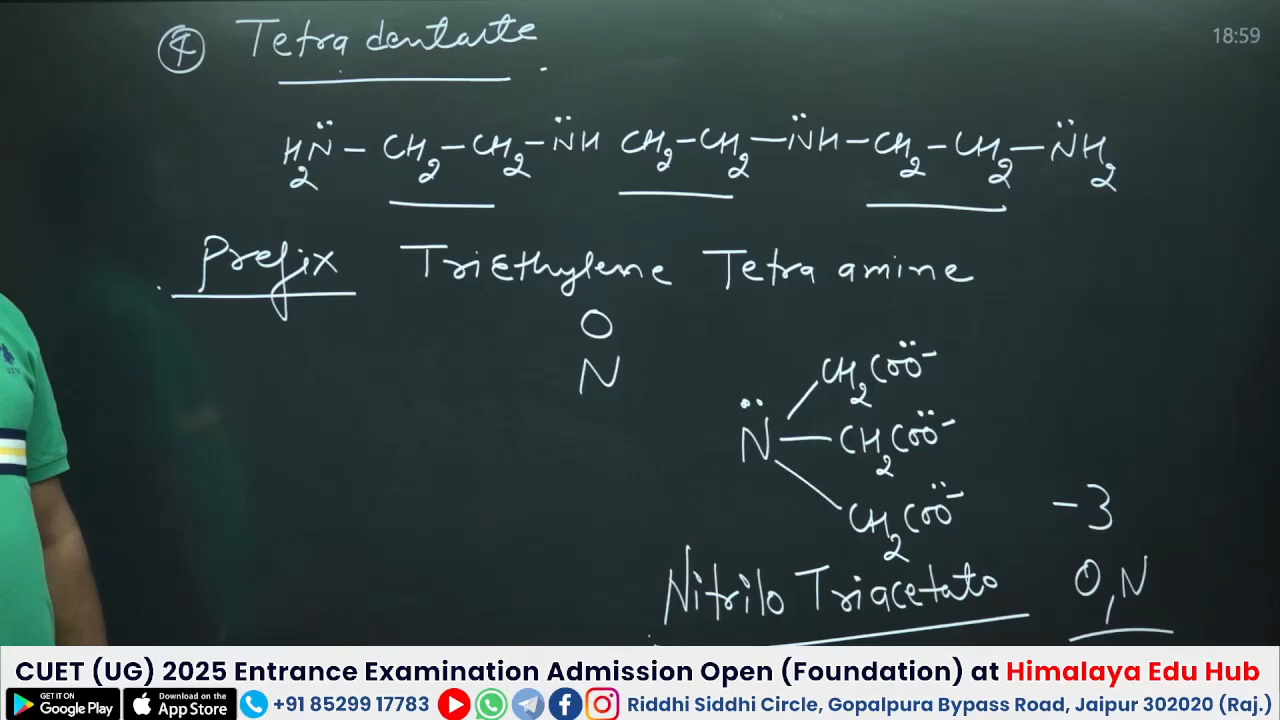 18:59
④ Tetra dentaite
H2N̈ – CH2 – CH2 – N̈H CH2 – CH2 – N̈H – CH2 – CH2 – N̈H2
Prefix TriEthylene Tetra amine
O
N
N̈
CH2COÖ-
CH2COÖ-
CH2COÖ-
-3
Nitrilo Triacetato
O, N
CUET (UG) 2025 Entrance Examination Admission Open (Foundation) at Himalaya Edu Hub
GET IT ON Google Play
Download on the App Store
+91 85299 17783
Riddhi Siddhi Circle, Gopalpura Bypass Road, Jaipur 302020 (Raj.)